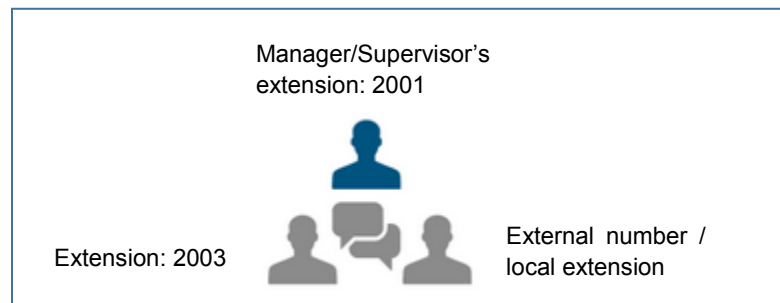 Manager/Supervisor’s
extension: 2001
Extension: 2003
External number /
local extension